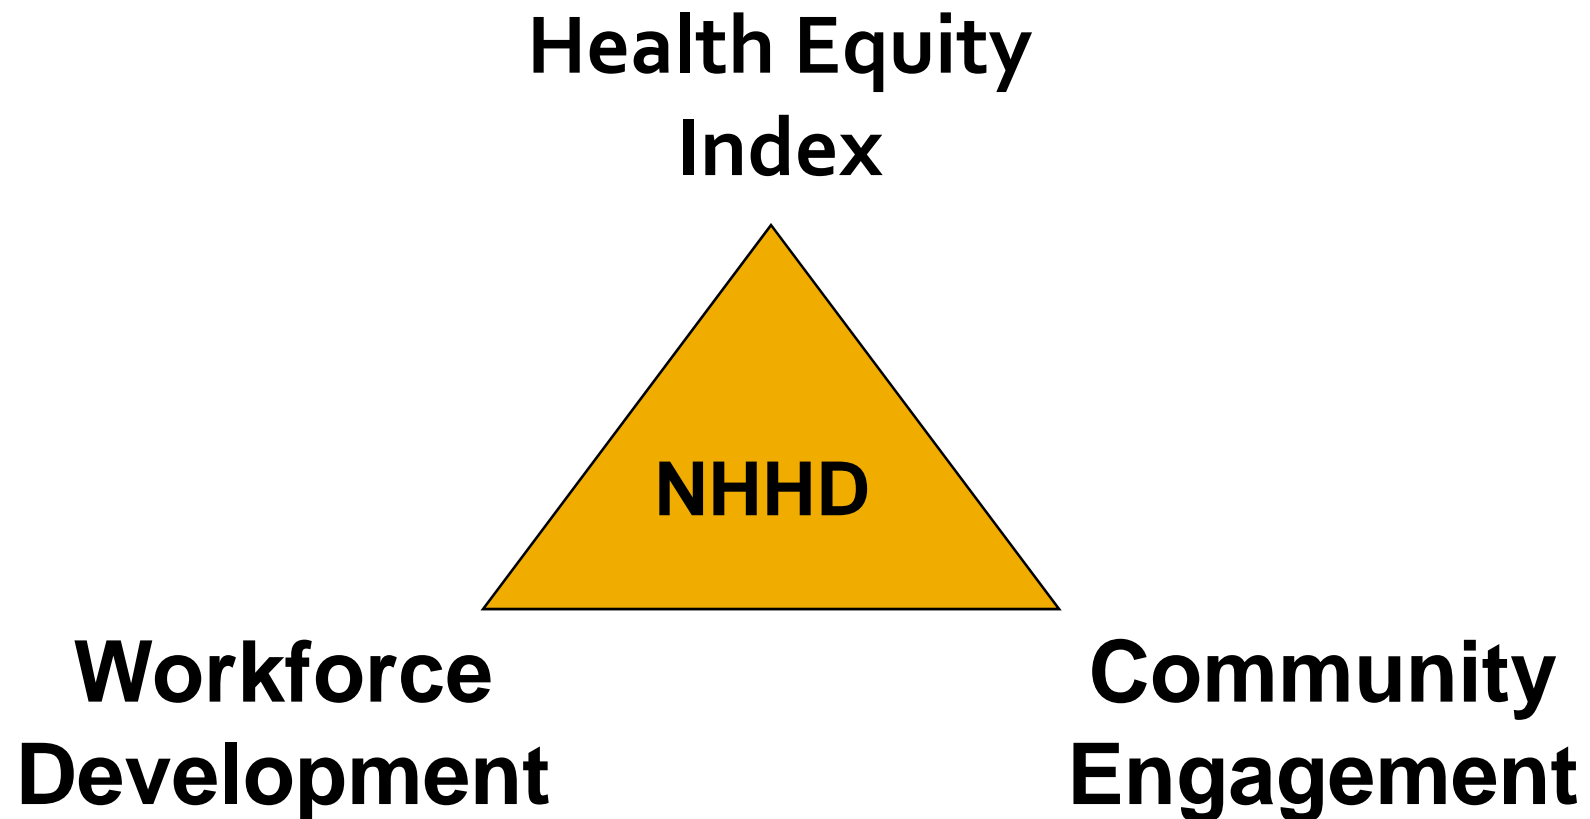 Health Equity
Index
NHHD
Workforce
Development
Community
Engagement